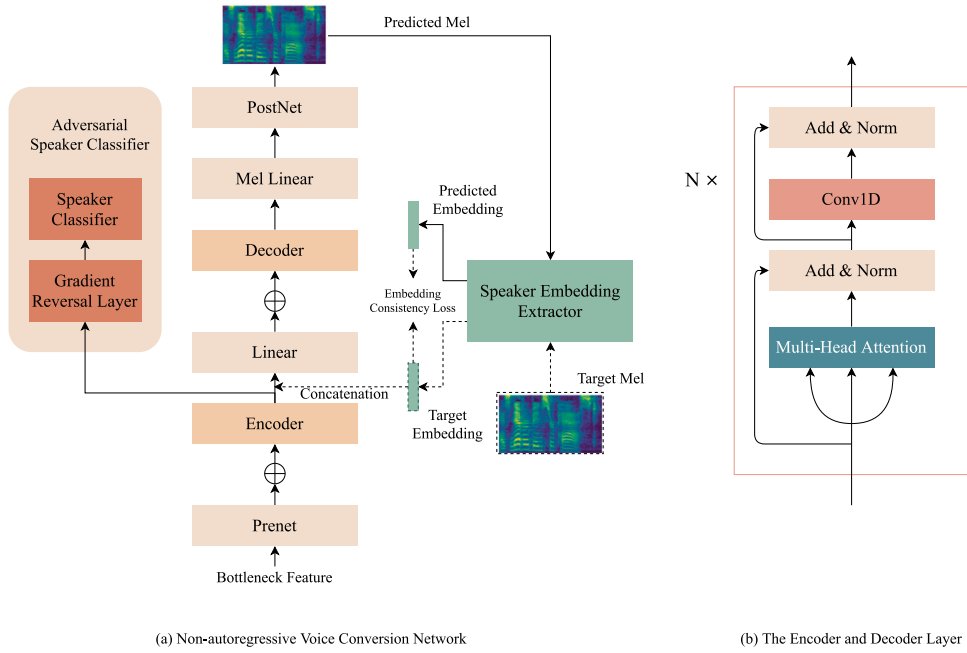 Predicted Mel
PostNet
Adversarial
Speaker Classifier
Mel Linear
Speaker
Classifier
Predicted
Embedding
Decoder
Gradient
Reversal Layer
Embedding
Consistency Loss
Speaker Embedding
Extractor
Linear
Concatenation
Target Mel
Target
Embedding
Encoder
Prenet
Bottleneck Feature
(a) Non-autoregressive Voice Conversion Network
Add & Norm
N ×
Conv1D
Add & Norm
Multi-Head Attention
(b) The Encoder and Decoder Layer